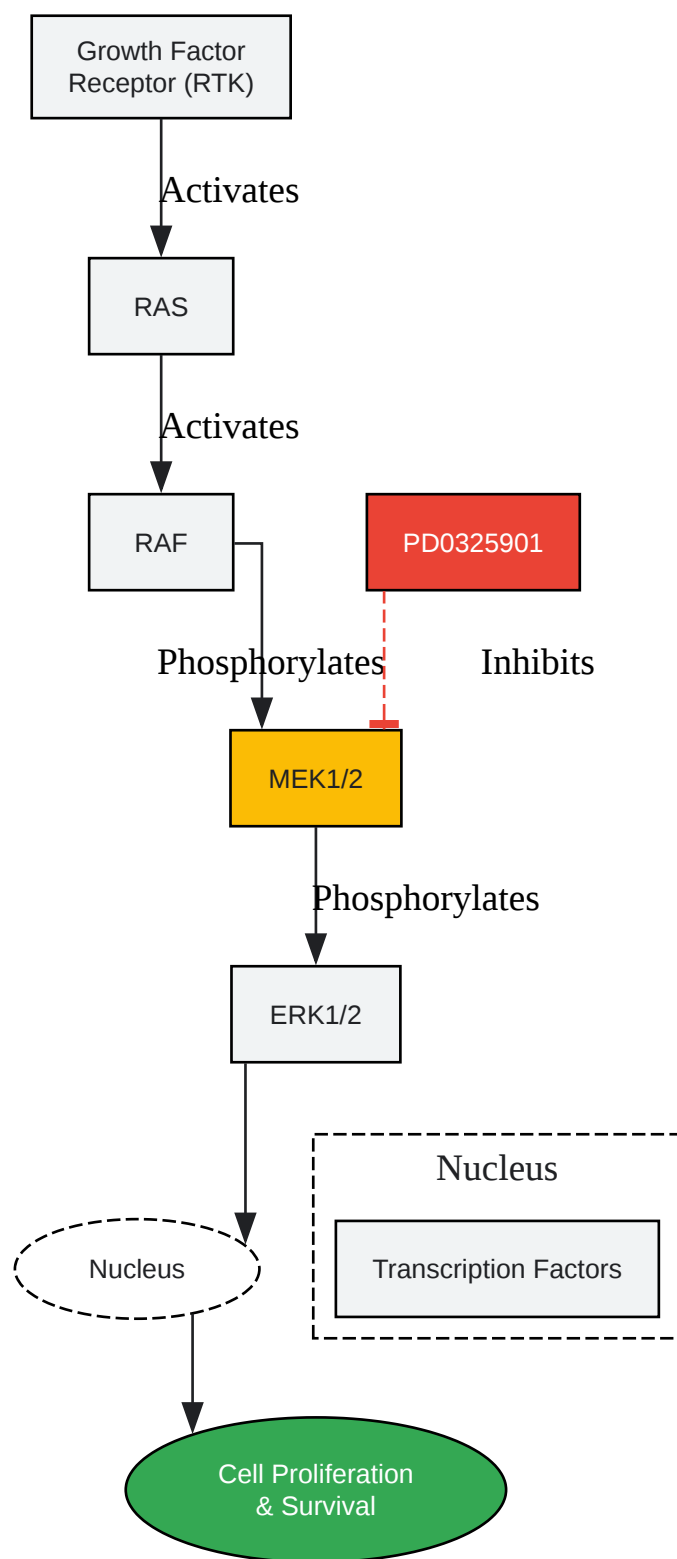 Growth Factor
Receptor (RTK)
Activates
RAS
Activates
RAF
PD0325901
Phosphorylates
Inhibits
MEK1/2
Phosphorylates
ERK1/2
Nucleus
Nucleus
Transcription Factors
Cell Proliferation
& Survival